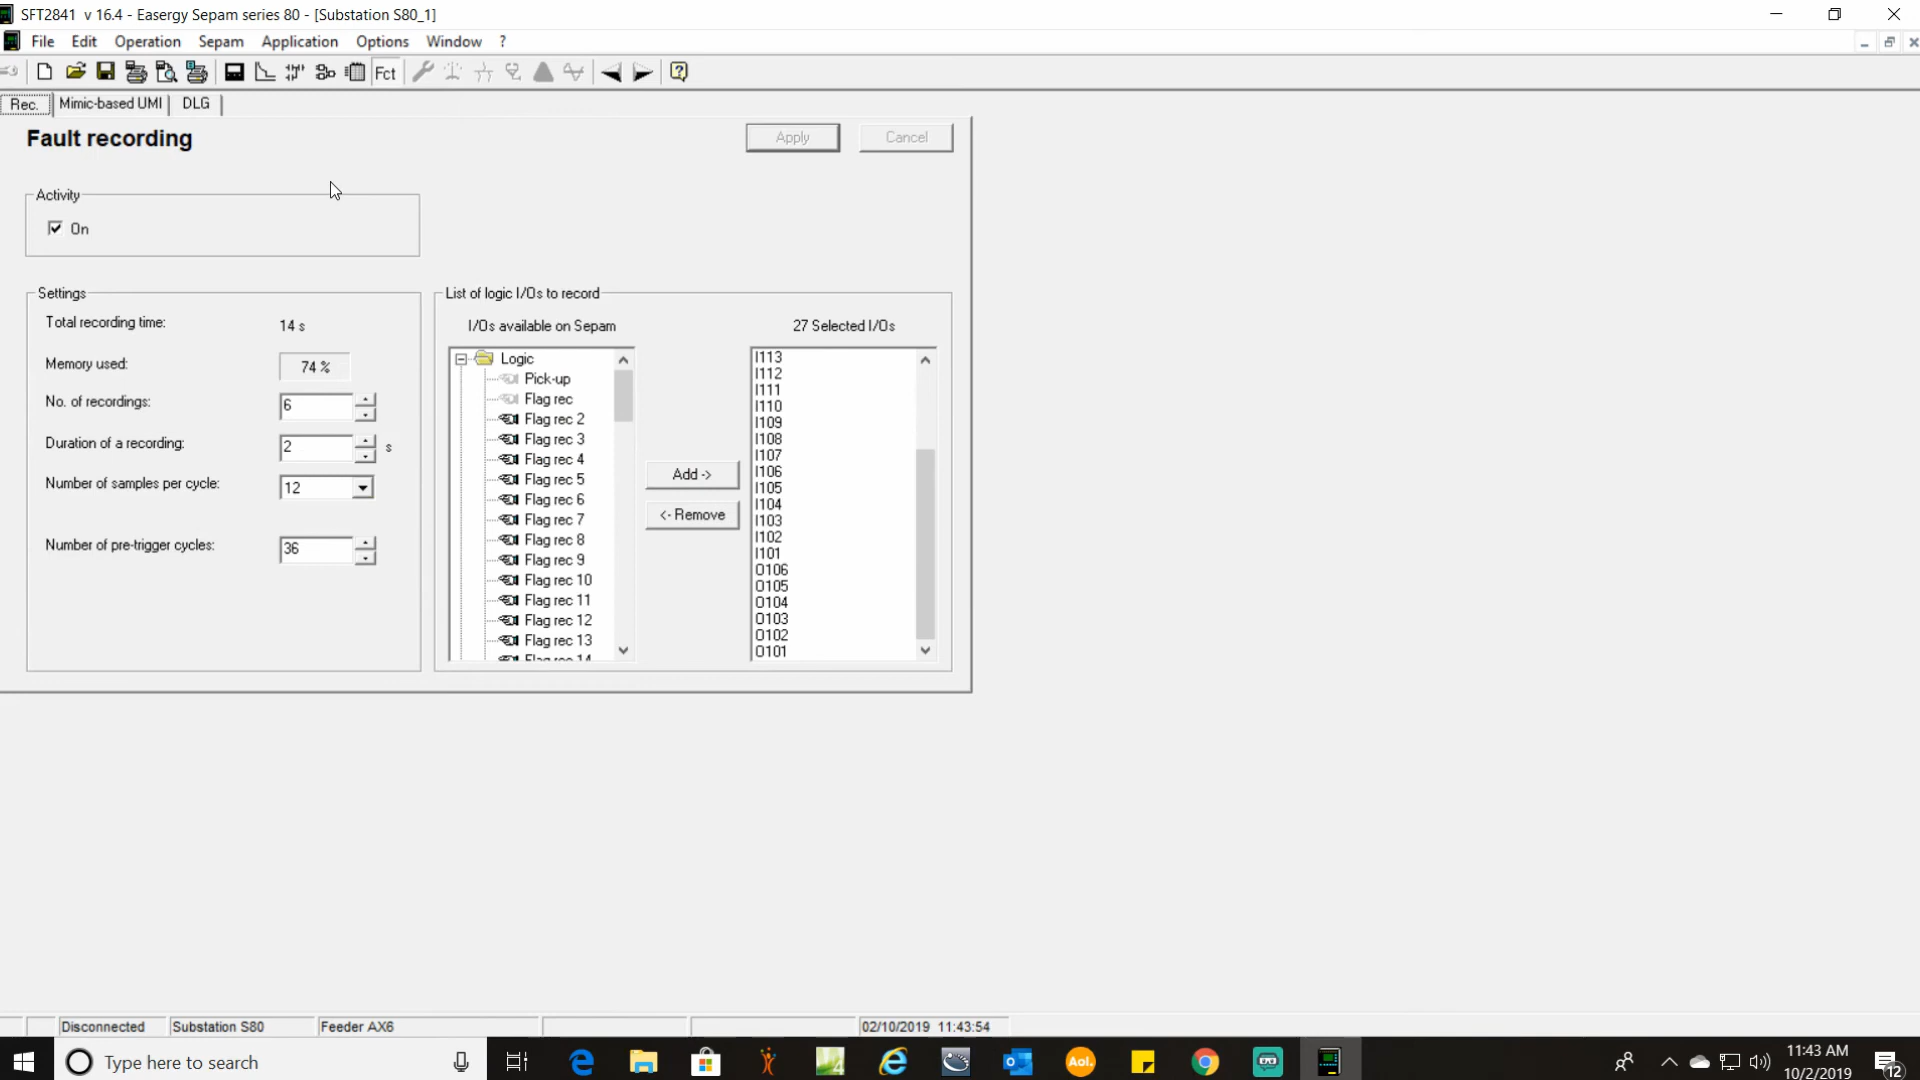 SFT2841 v 16.4 - Easergy Sepam series 80 - [Substation S80_1]
File Edit Operation Sepam Application Options Window ?
Fct
Rec. Mimic-based UMI DLG
Fault recording
Apply Cancel
Activity
On
Settings
Total recording time: 14 s
Memory used: 74 %
No. of recordings: 6
Duration of a recording: 2 s
Number of samples per cycle: 12
Number of pre-trigger cycles: 36
List of logic I/Os to record
I/Os available on Sepam
Logic
Pick-up
Flag rec
Flag rec 2
Flag rec 3
Flag rec 4
Flag rec 5
Flag rec 6
Flag rec 7
Flag rec 8
Flag rec 9
Flag rec 10
Flag rec 11
Flag rec 12
Flag rec 13
Flag rec 14
Add ->
<- Remove
27 Selected I/Os
I113
I112
I111
I110
I109
I108
I107
I106
I105
I104
I103
I102
I101
O106
O105
O104
O103
O102
O101
Disconnected Substation S80 Feeder AX6 02/10/2019 11:43:54
Type here to search
Aol.
11:43 AM
10/2/2019
12